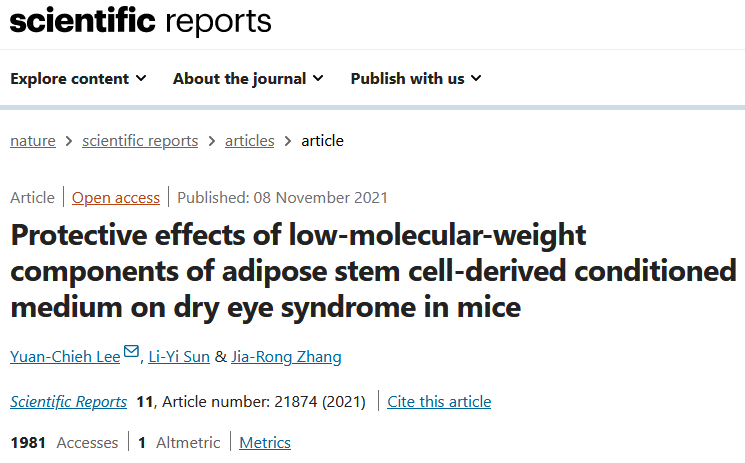 scientific reports
Explore content About the journal Publish with us
nature > scientific reports > articles > article
Article | Open access | Published: 08 November 2021
Protective effects of low-molecular-weight
components of adipose stem cell-derived conditioned
medium on dry eye syndrome in mice
Yuan-Chieh Lee, Li-Yi Sun & Jia-Rong Zhang
Scientific Reports 11, Article number: 21874 (2021) | Cite this article
1981 Accesses | 1 Altmetric | Metrics